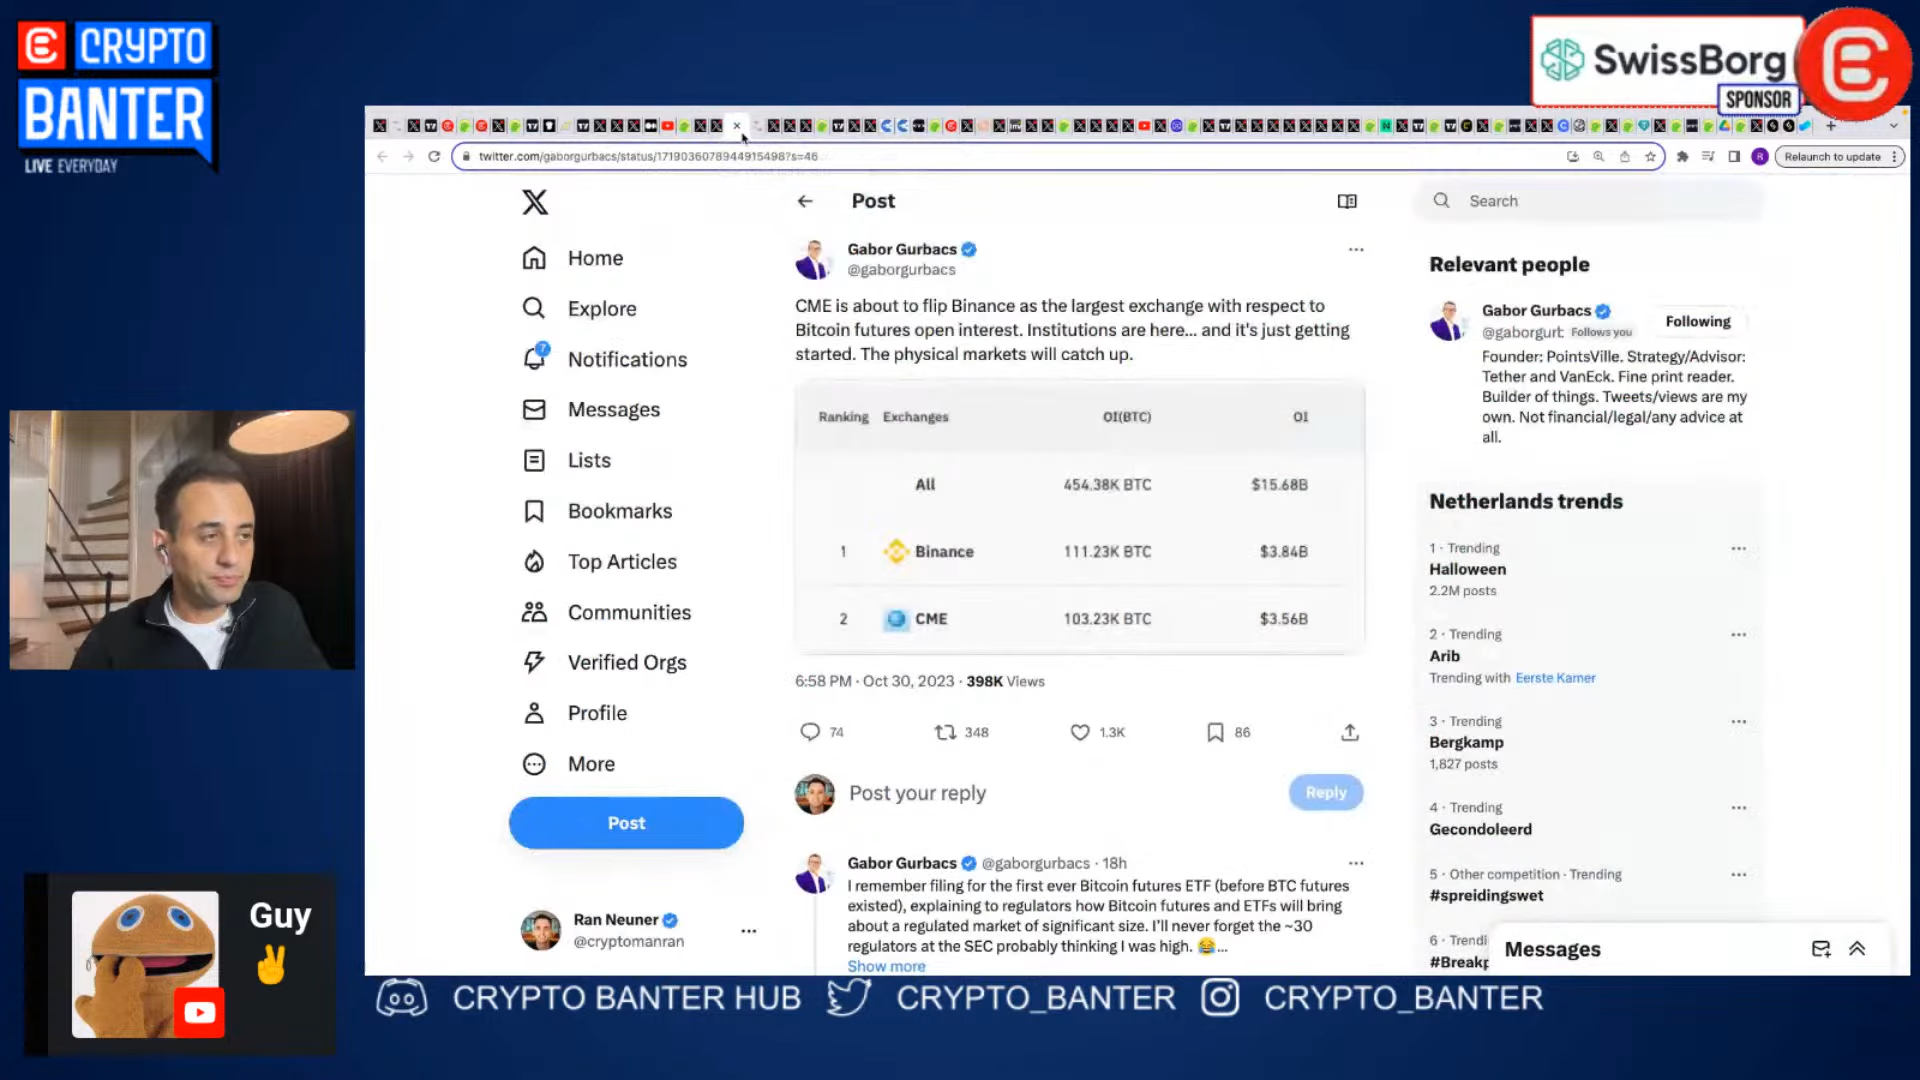 CRYPTO
BANTER
LIVE EVERYDAY
SwissBorg
SPONSOR
twitter.com/gaborgurbacs/status/1719036078944915498?s=46
Relaunch to update
Home
Explore
7
Notifications
Messages
Lists
Bookmarks
Top Articles
Communities
Verified Orgs
Profile
More
Post
Ran Neuner
@cryptomanran
Post
Gabor Gurbacs
@gaborgurbacs
CME is about to flip Binance as the largest exchange with respect to
Bitcoin futures open interest. Institutions are here... and it's just getting
started. The physical markets will catch up.
Ranking Exchanges OI(BTC) OI
All 454.38K BTC $15.68B
1 Binance 111.23K BTC $3.84B
2 CME 103.23K BTC $3.56B
6:58 PM · Oct 30, 2023 · 398K Views
74 348 1.3K 86
Post your reply
Reply
Gabor Gurbacs @gaborgurbacs · 18h
I remember filing for the first ever Bitcoin futures ETF (before BTC futures
existed), explaining to regulators how Bitcoin futures and ETFs will bring
about a regulated market of significant size. I'll never forget the ~30
regulators at the SEC probably thinking I was high. 😂...
Show more
Search
Relevant people
Gabor Gurbacs
@gaborgurb Follows you
Following
Founder: PointsVille. Strategy/Advisor:
Tether and VanEck. Fine print reader.
Builder of things. Tweets/views are my
own. Not financial/legal/any advice at
all.
Netherlands trends
1 · Trending
Halloween
2.2M posts
2 · Trending
Arib
Trending with Eerste Kamer
3 · Trending
Bergkamp
1,827 posts
4 · Trending
Gecondoleerd
5 · Other competition · Trending
#spreidingswet
6 · Trendi
#Breakp
Messages
Guy
✌
CRYPTO BANTER HUB CRYPTO_BANTER CRYPTO_BANTER